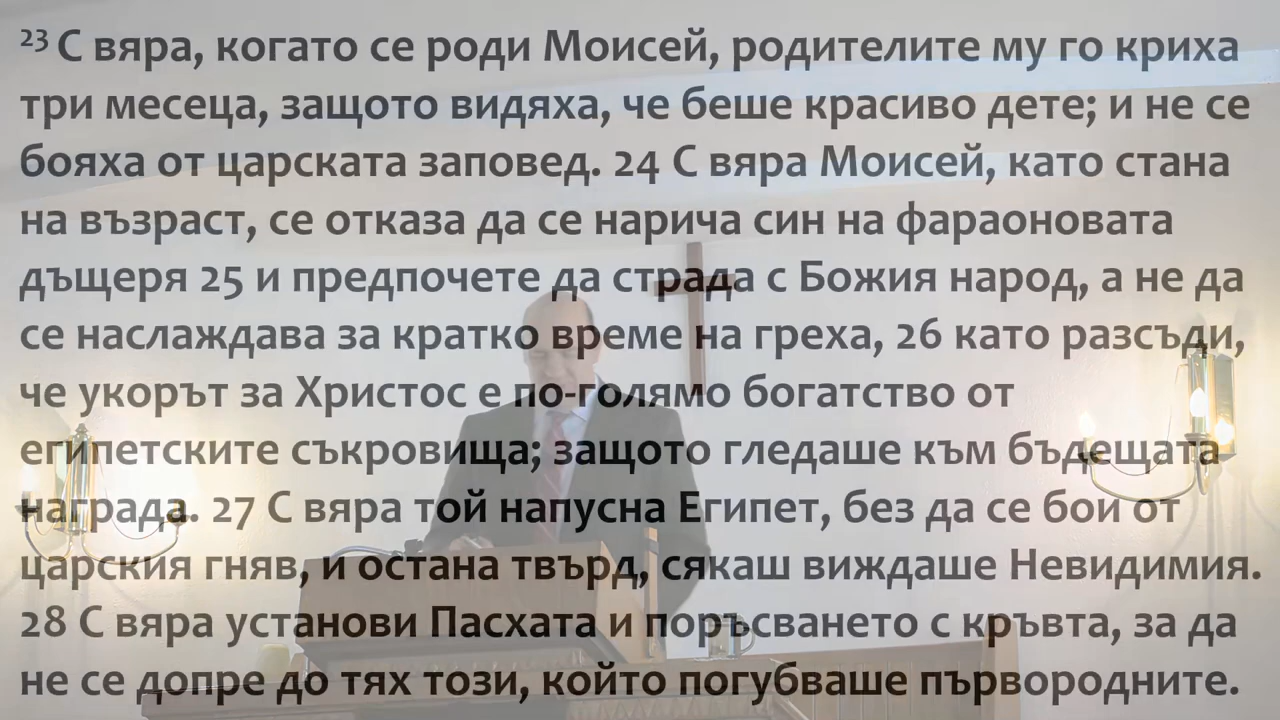 23 С вяра, когато се роди Моисей, родителите му го криха
три месеца, защото видяха, че беше красиво дете; и не се
бояха от царската заповед. 24 С вяра Моисей, като стана
на възраст, се отказа да се нарича син на фараоновата
дъщеря 25 и предпочете да страда с Божия народ, а не да
се наслаждава за кратко време на греха, 26 като разсъди,
че укорът за Христос е по-голямо богатство от
египетските съкровища; защото гледаше към бъдещата
награда. 27 С вяра той напусна Египет, без да се бои от
царския гняв, и остана твърд, сякаш виждаше Невидимия.
28 С вяра установи Пасхата и поръсването с кръвта, за да
не се допре до тях този, който погубваше първородните.